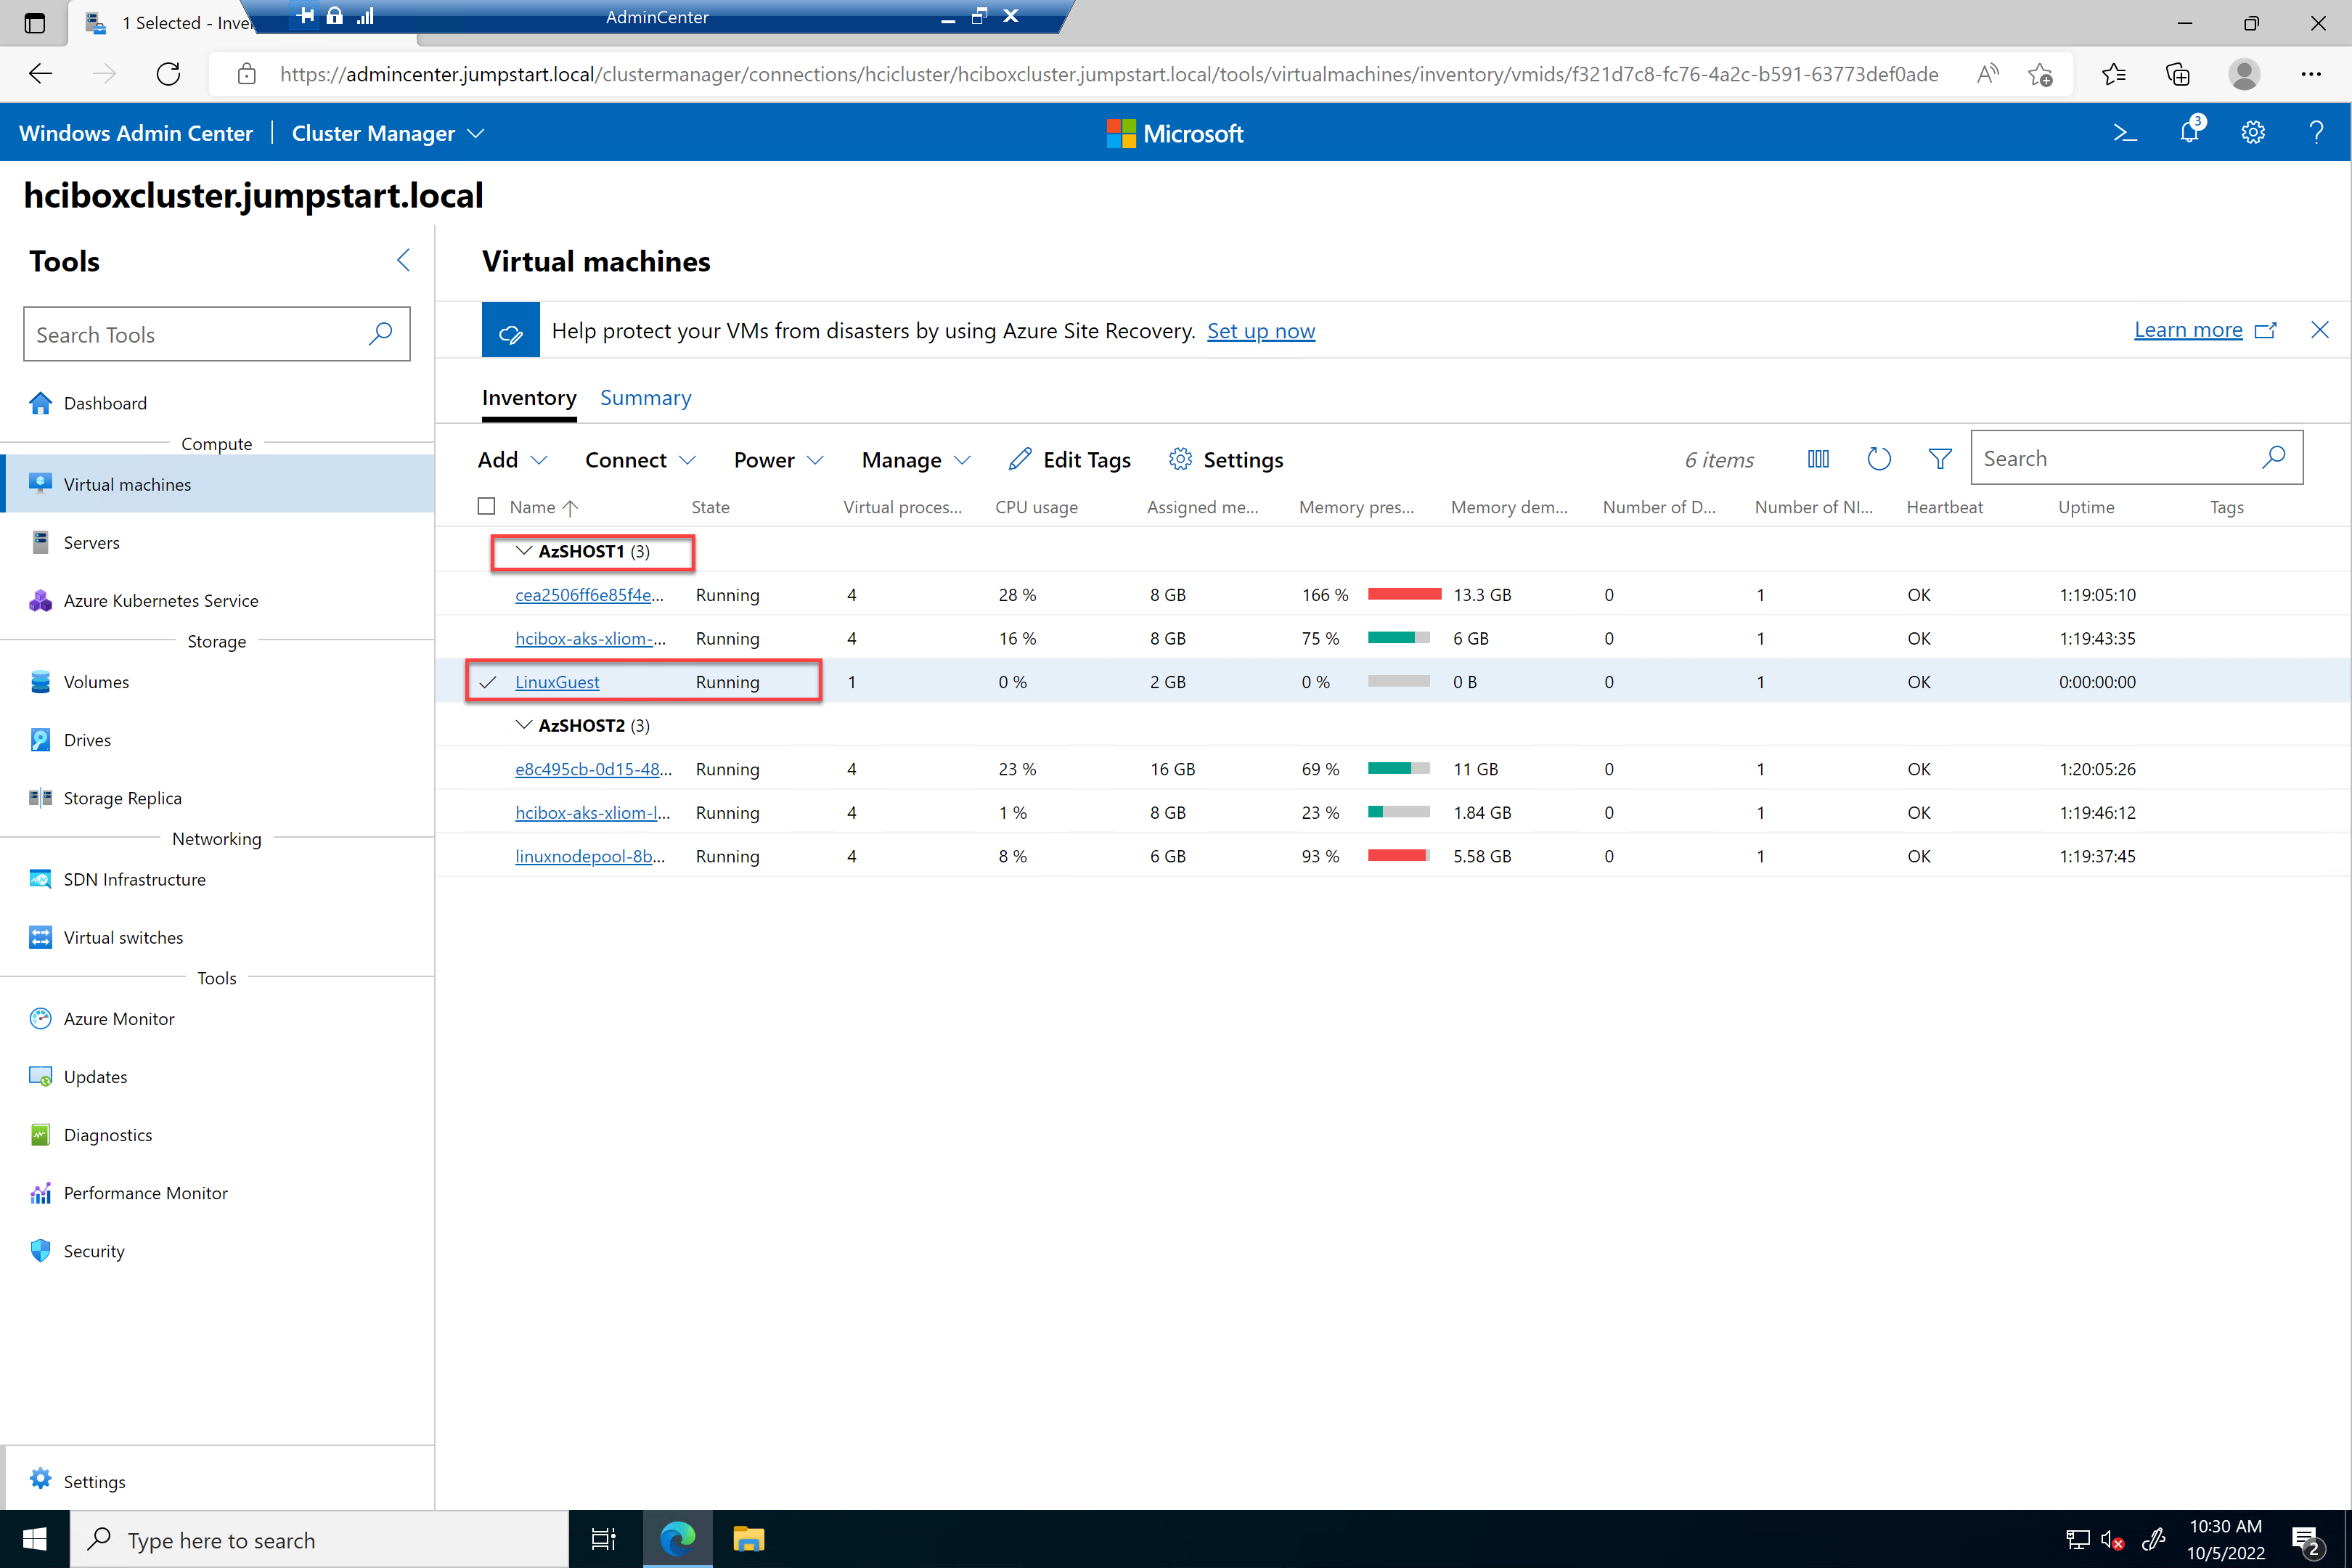 1 Selected - Inve
AdminCenter
https://admincenter.jumpstart.local/clustermanager/connections/hcicluster/hciboxcluster.jumpstart.local/tools/virtualmachines/inventory/vmids/f321d7c8-fc76-4a2c-b591-63773def0ade
Windows Admin Center | Cluster Manager
Microsoft
3
hciboxcluster.jumpstart.local
Tools
Search Tools
Dashboard
Compute
Virtual machines
Servers
Azure Kubernetes Service
Storage
Volumes
Drives
Storage Replica
Networking
SDN Infrastructure
Virtual switches
Tools
Azure Monitor
Updates
Diagnostics
Performance Monitor
Security
Settings
Virtual machines
Help protect your VMs from disasters by using Azure Site Recovery. Set up now
Learn more
Inventory Summary
Add Connect Power Manage Edit Tags Settings 6 items Search
Name State Virtual proces... CPU usage Assigned me... Memory pres... Memory dem... Number of D... Number of NI... Heartbeat Uptime Tags
AzSHOST1 (3)
cea2506ff6e85f4e... Running 4 28 % 8 GB 166 % 13.3 GB 0 1 OK 1:19:05:10
hcibox-aks-xliom-... Running 4 16 % 8 GB 75 % 6 GB 0 1 OK 1:19:43:35
LinuxGuest Running 1 0 % 2 GB 0 % 0 B 0 1 OK 0:00:00:00
AzSHOST2 (3)
e8c495cb-0d15-48... Running 4 23 % 16 GB 69 % 11 GB 0 1 OK 1:20:05:26
hcibox-aks-xliom-l... Running 4 1 % 8 GB 23 % 1.84 GB 0 1 OK 1:19:46:12
linuxnodepool-8b... Running 4 8 % 6 GB 93 % 5.58 GB 0 1 OK 1:19:37:45
Type here to search
10:30 AM
10/5/2022
2